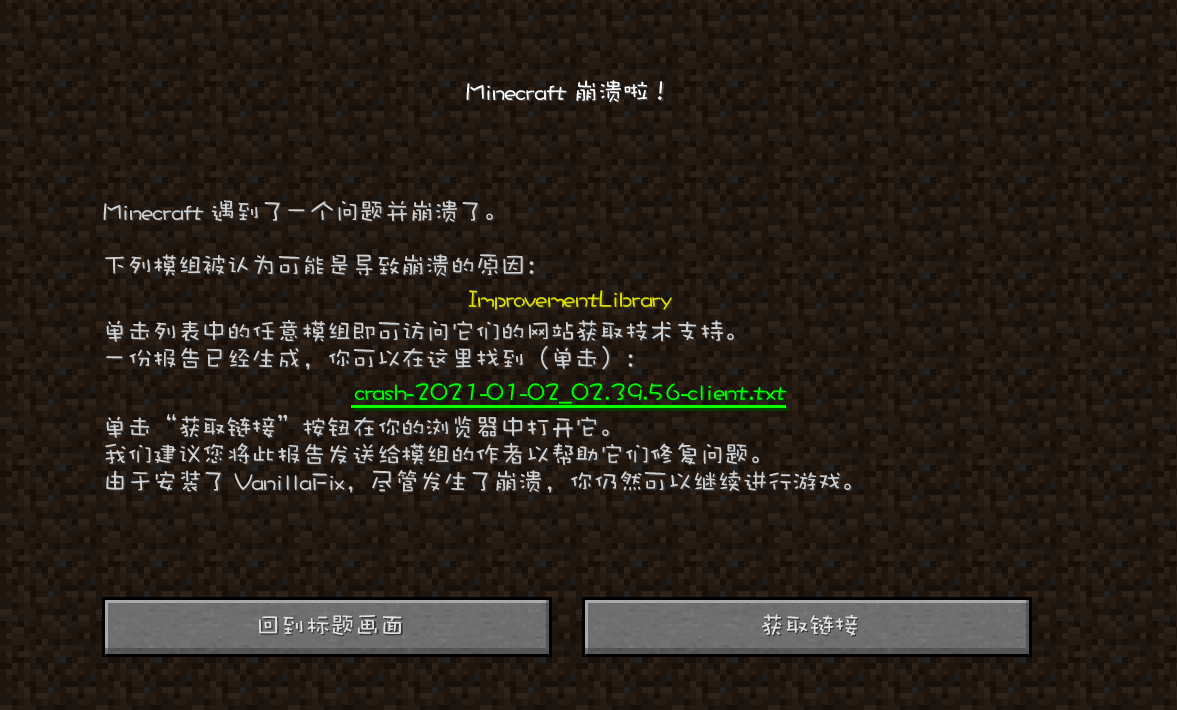 Minecraft 崩溃啦！
Minecraft 遇到了一个问题并崩溃了。
下列模组被认为可能是导致崩溃的原因：
ImprovementLibrary
单击列表中的任意模组即可访问它们的网站获取技术支持。
一份报告已经生成，你可以在这里找到（单击）：
crash-2021-01-02_02.39.56-client.txt
单击“获取链接”按钮在你的浏览器中打开它。
我们建议您将此报告发送给模组的作者以帮助它们修复问题。
由于安装了 VanillaFix，尽管发生了崩溃，你仍然可以继续进行游戏。
回到标题画面
获取链接